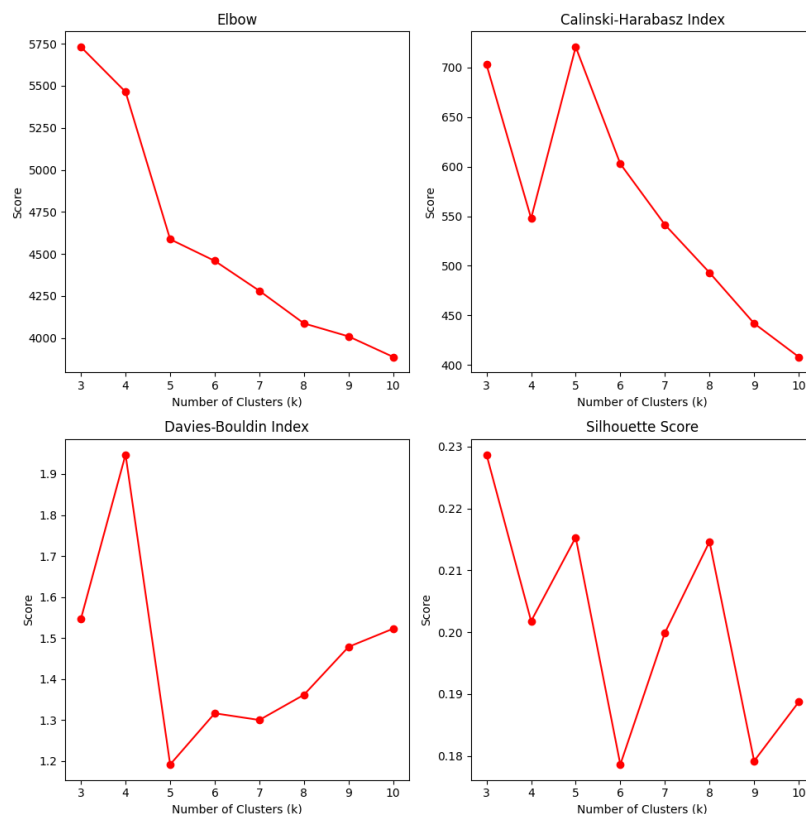 Elbow
Score
5750
5500
5250
5000
4750
4500
4250
4000
3 4 5 6 7 8 9 10
Number of Clusters (k)
Calinski-Harabasz Index
Score
700
650
600
550
500
450
400
3 4 5 6 7 8 9 10
Number of Clusters (k)
Davies-Bouldin Index
Score
1.9
1.8
1.7
1.6
1.5
1.4
1.3
1.2
3 4 5 6 7 8 9 10
Number of Clusters (k)
Silhouette Score
Score
0.23
0.22
0.21
0.20
0.19
0.18
3 4 5 6 7 8 9 10
Number of Clusters (k)